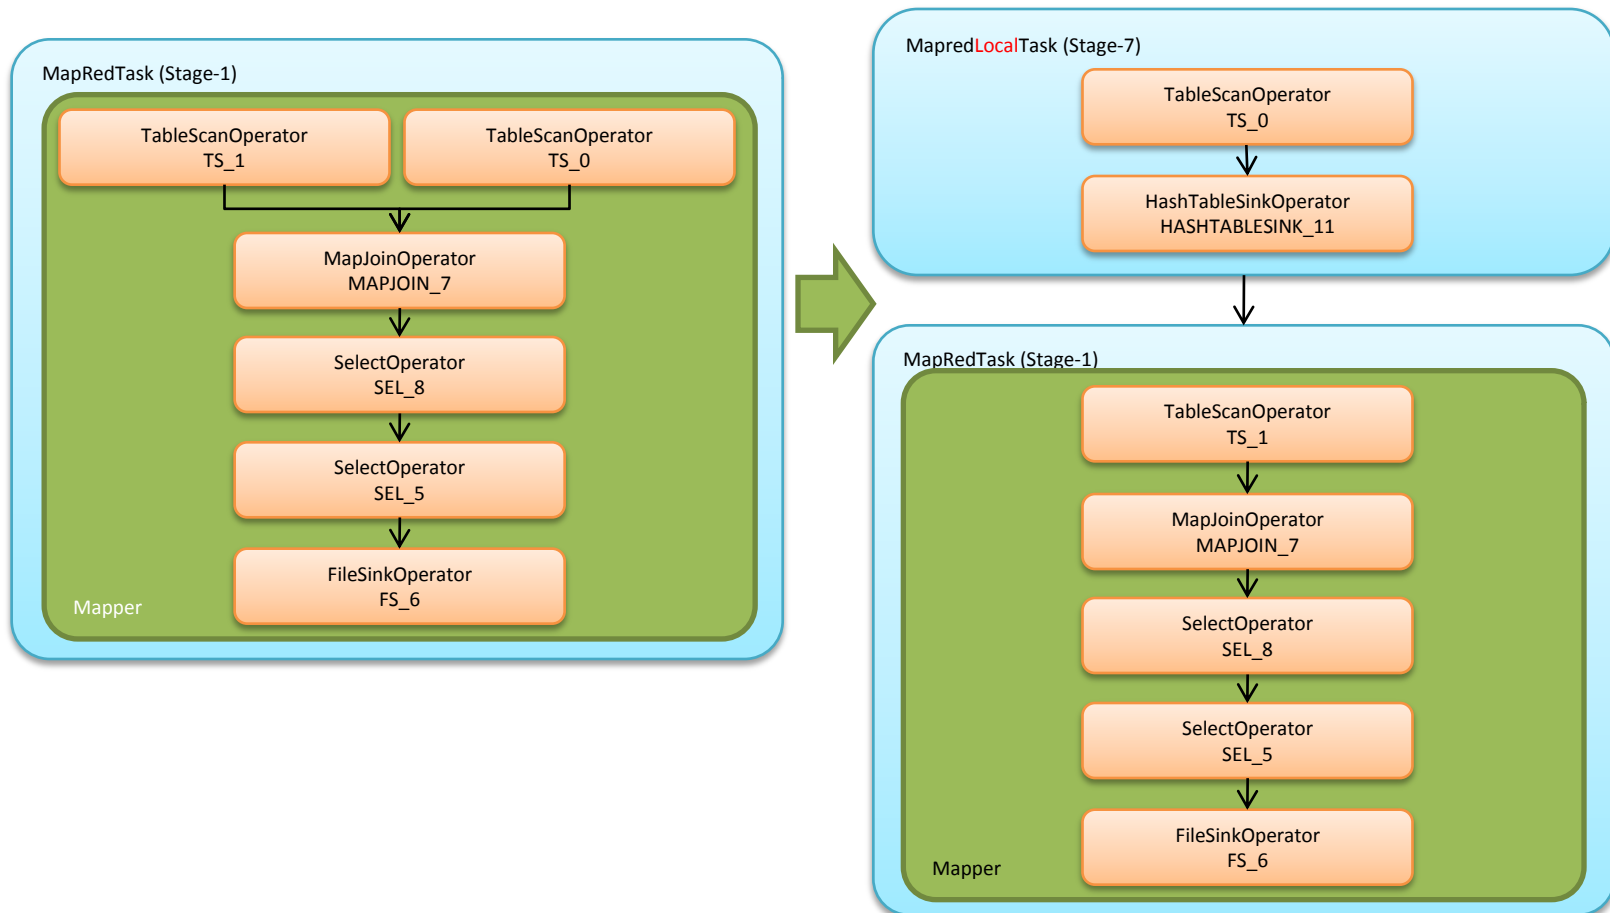 MapRedTask (Stage-1)
TableScanOperator
TS_1
TableScanOperator
TS_0
MapJoinOperator
MAPJOIN_7
SelectOperator
SEL_8
SelectOperator
SEL_5
FileSinkOperator
FS_6
Mapper
MapredLocalTask (Stage-7)
TableScanOperator
TS_0
HashTableSinkOperator
HASHTABLESINK_11
MapRedTask (Stage-1)
TableScanOperator
TS_1
MapJoinOperator
MAPJOIN_7
SelectOperator
SEL_8
SelectOperator
SEL_5
FileSinkOperator
FS_6
Mapper